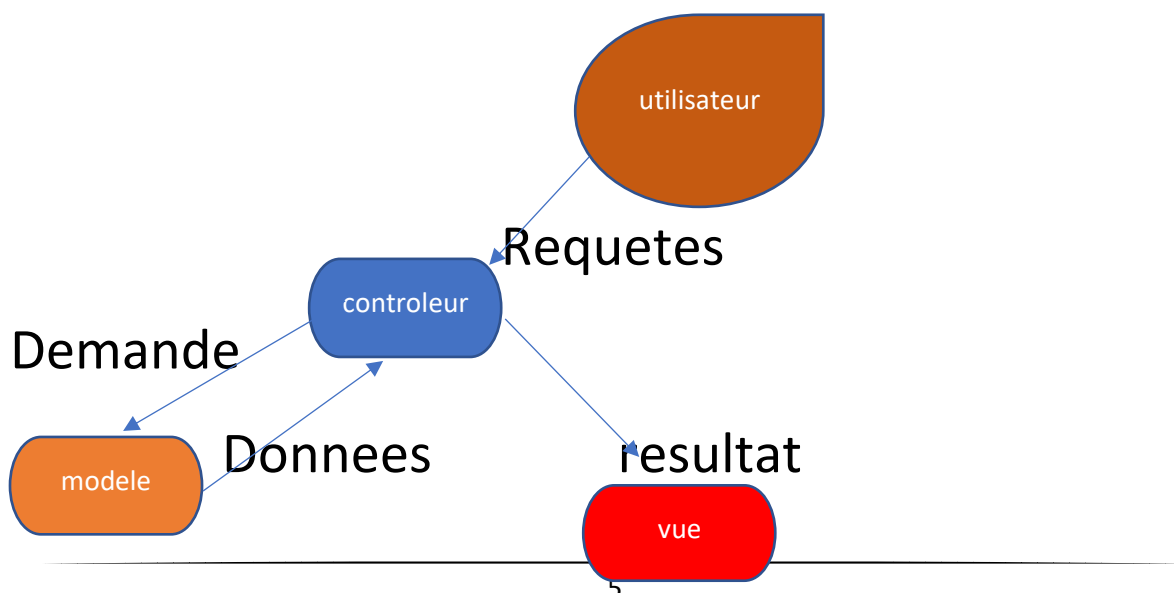 utilisateur
Requetes
controleur
Demande
Donnees
resultat
modele
vue